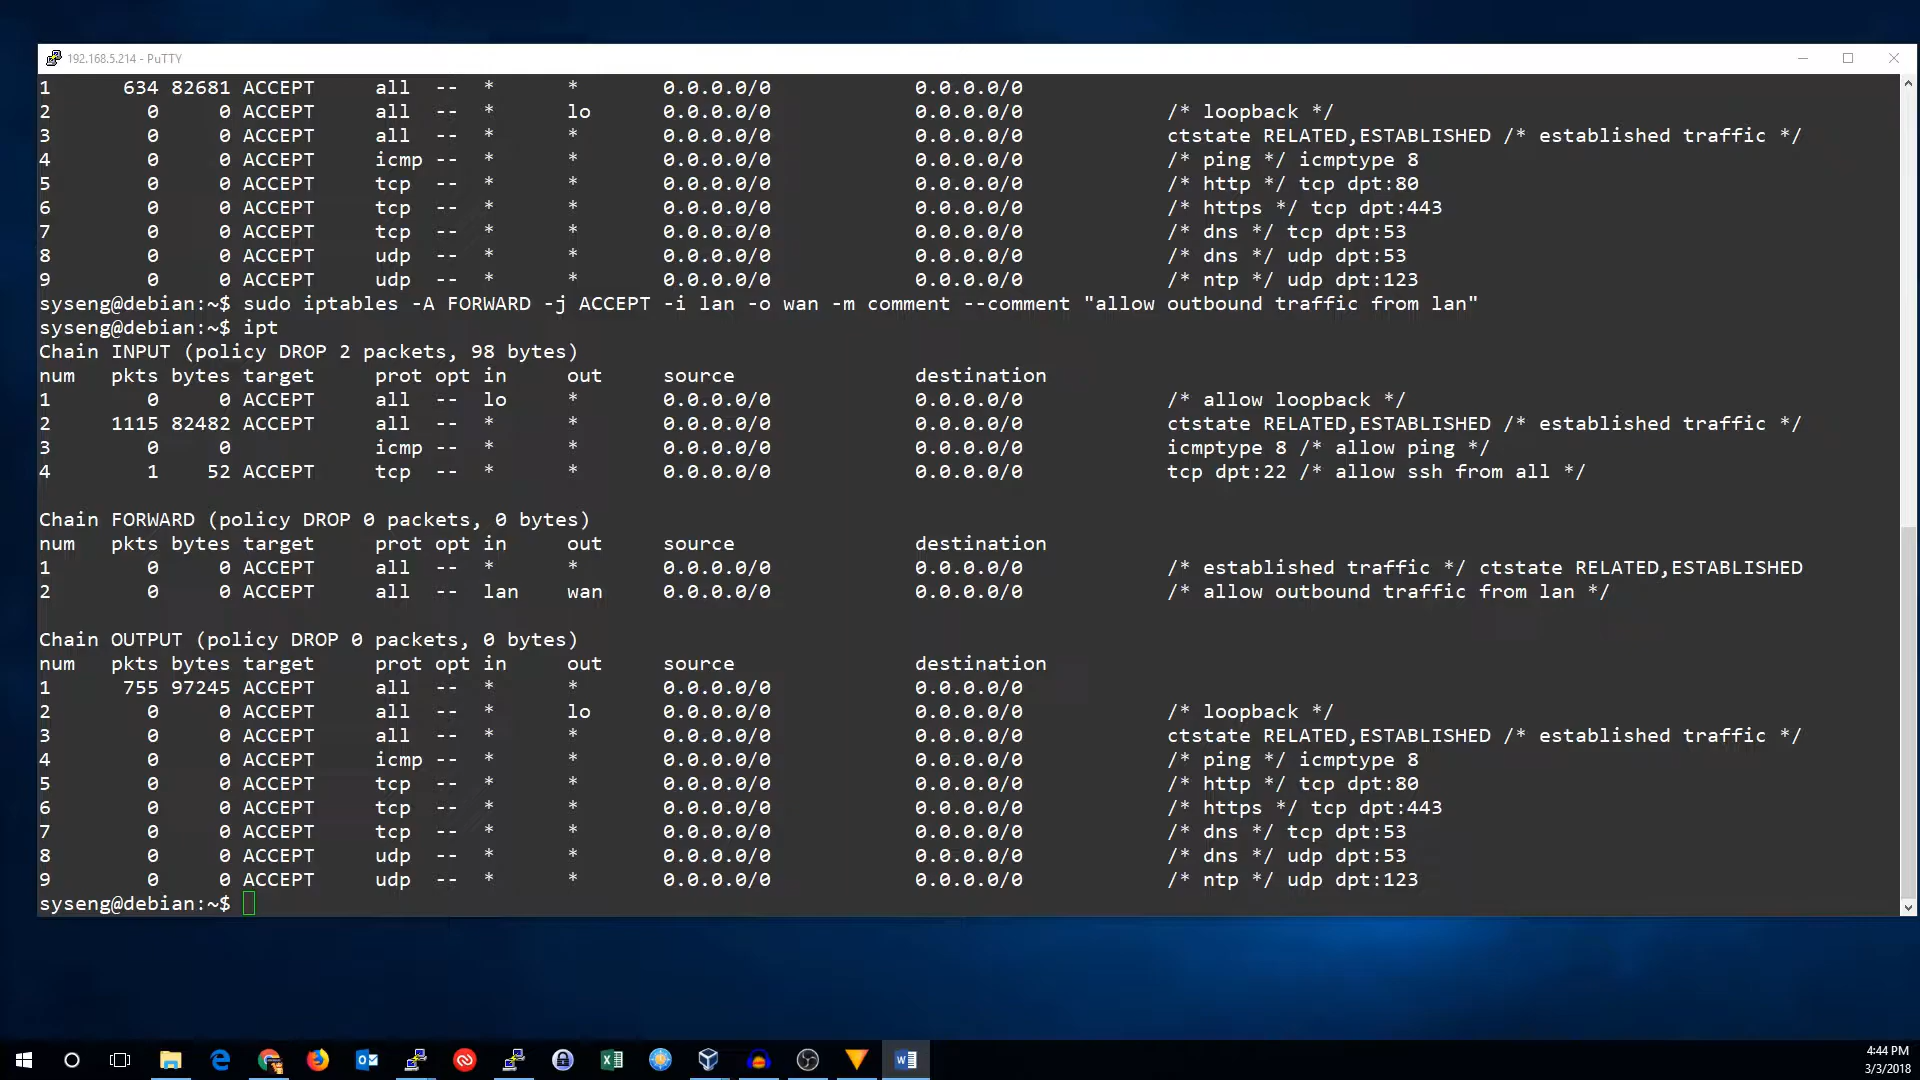 192.168.5.214 - PuTTY
1      634 82681 ACCEPT     all  --  *      *       0.0.0.0/0            0.0.0.0/0
2        0     0 ACCEPT     all  --  *      lo      0.0.0.0/0            0.0.0.0/0            /* loopback */
3        0     0 ACCEPT     all  --  *      *       0.0.0.0/0            0.0.0.0/0            ctstate RELATED,ESTABLISHED /* established traffic */
4        0     0 ACCEPT     icmp --  *      *       0.0.0.0/0            0.0.0.0/0            /* ping */ icmptype 8
5        0     0 ACCEPT     tcp  --  *      *       0.0.0.0/0            0.0.0.0/0            /* http */ tcp dpt:80
6        0     0 ACCEPT     tcp  --  *      *       0.0.0.0/0            0.0.0.0/0            /* https */ tcp dpt:443
7        0     0 ACCEPT     tcp  --  *      *       0.0.0.0/0            0.0.0.0/0            /* dns */ tcp dpt:53
8        0     0 ACCEPT     udp  --  *      *       0.0.0.0/0            0.0.0.0/0            /* dns */ udp dpt:53
9        0     0 ACCEPT     udp  --  *      *       0.0.0.0/0            0.0.0.0/0            /* ntp */ udp dpt:123
syseng@debian:~$ sudo iptables -A FORWARD -j ACCEPT -i lan -o wan -m comment --comment "allow outbound traffic from lan"
syseng@debian:~$ ipt
Chain INPUT (policy DROP 2 packets, 98 bytes)
num   pkts bytes target     prot opt in     out     source               destination
1        0     0 ACCEPT     all  --  lo     *       0.0.0.0/0            0.0.0.0/0            /* allow loopback */
2     1115 82482 ACCEPT     all  --  *      *       0.0.0.0/0            0.0.0.0/0            ctstate RELATED,ESTABLISHED /* established traffic */
3        0     0            icmp --  *      *       0.0.0.0/0            0.0.0.0/0            icmptype 8 /* allow ping */
4        1    52 ACCEPT     tcp  --  *      *       0.0.0.0/0            0.0.0.0/0            tcp dpt:22 /* allow ssh from all */
Chain FORWARD (policy DROP 0 packets, 0 bytes)
num   pkts bytes target     prot opt in     out     source               destination
1        0     0 ACCEPT     all  --  *      *       0.0.0.0/0            0.0.0.0/0            /* established traffic */ ctstate RELATED,ESTABLISHED
2        0     0 ACCEPT     all  --  lan    wan     0.0.0.0/0            0.0.0.0/0            /* allow outbound traffic from lan */
Chain OUTPUT (policy DROP 0 packets, 0 bytes)
num   pkts bytes target     prot opt in     out     source               destination
1      755 97245 ACCEPT     all  --  *      *       0.0.0.0/0            0.0.0.0/0
2        0     0 ACCEPT     all  --  *      lo      0.0.0.0/0            0.0.0.0/0            /* loopback */
3        0     0 ACCEPT     all  --  *      *       0.0.0.0/0            0.0.0.0/0            ctstate RELATED,ESTABLISHED /* established traffic */
4        0     0 ACCEPT     icmp --  *      *       0.0.0.0/0            0.0.0.0/0            /* ping */ icmptype 8
5        0     0 ACCEPT     tcp  --  *      *       0.0.0.0/0            0.0.0.0/0            /* http */ tcp dpt:80
6        0     0 ACCEPT     tcp  --  *      *       0.0.0.0/0            0.0.0.0/0            /* https */ tcp dpt:443
7        0     0 ACCEPT     tcp  --  *      *       0.0.0.0/0            0.0.0.0/0            /* dns */ tcp dpt:53
8        0     0 ACCEPT     udp  --  *      *       0.0.0.0/0            0.0.0.0/0            /* dns */ udp dpt:53
9        0     0 ACCEPT     udp  --  *      *       0.0.0.0/0            0.0.0.0/0            /* ntp */ udp dpt:123
syseng@debian:~$
4:44 PM
3/3/2018